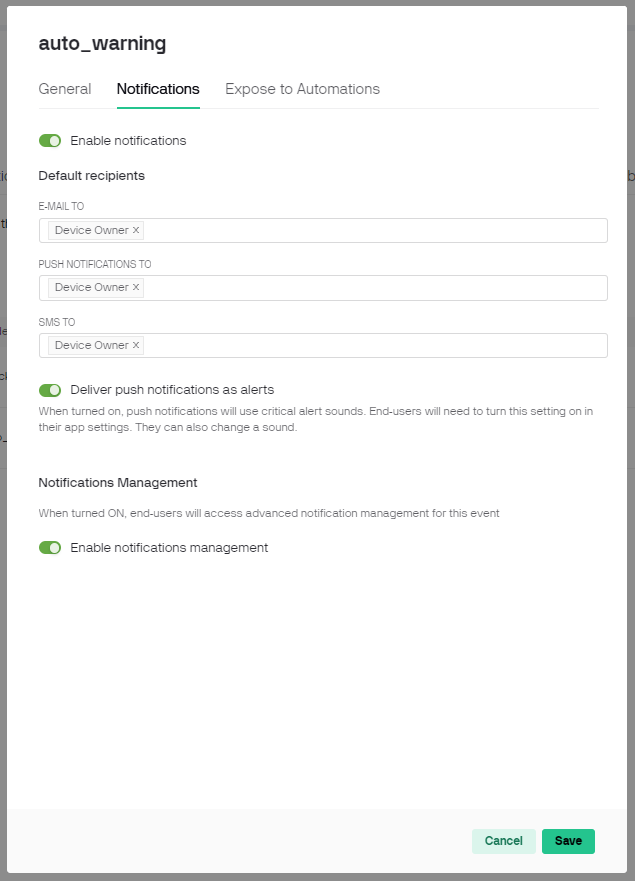 auto_warning
General Notifications Expose to Automations
Enable notifications
Default recipients
E-MAIL TO
Device Owner ×
PUSH NOTIFICATIONS TO
Device Owner ×
SMS TO
Device Owner ×
Deliver push notifications as alerts
When turned on, push notifications will use critical alert sounds. End-users will need to turn this setting on in
their app settings. They can also change a sound.
Notifications Management
When turned ON, end-users will access advanced notification management for this event
Enable notifications management
Cancel Save